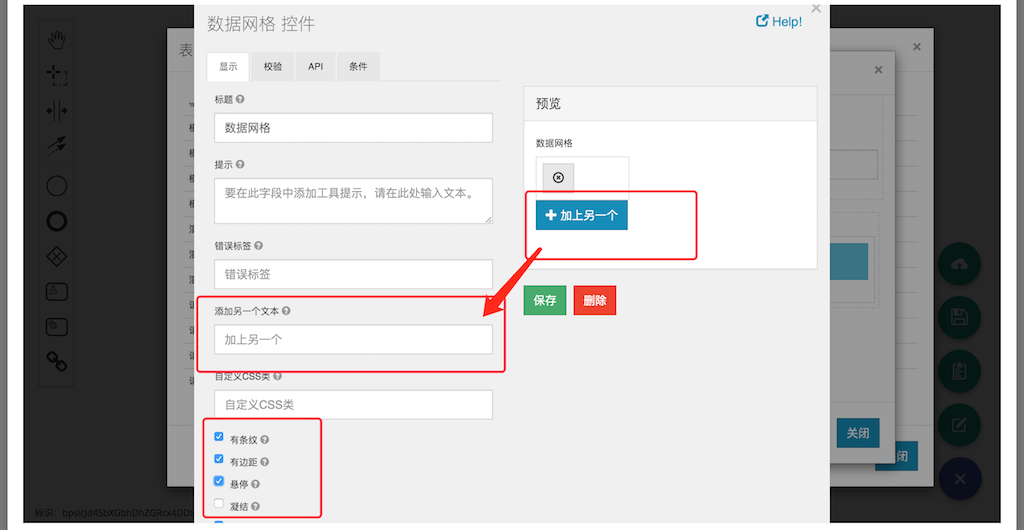 数据网格 控件
Help!
表
显示
校验
API
条件
标题
数据网格
提示
要在此字段中添加工具提示，请在此处输入文本。
错误标签
错误标签
添加另一个文本
加上另一个
自定义CSS类
自定义CSS类
有条纹
有边距
悬停
凝结
预览
数据网格
加上另一个
保存
删除
关闭
闭